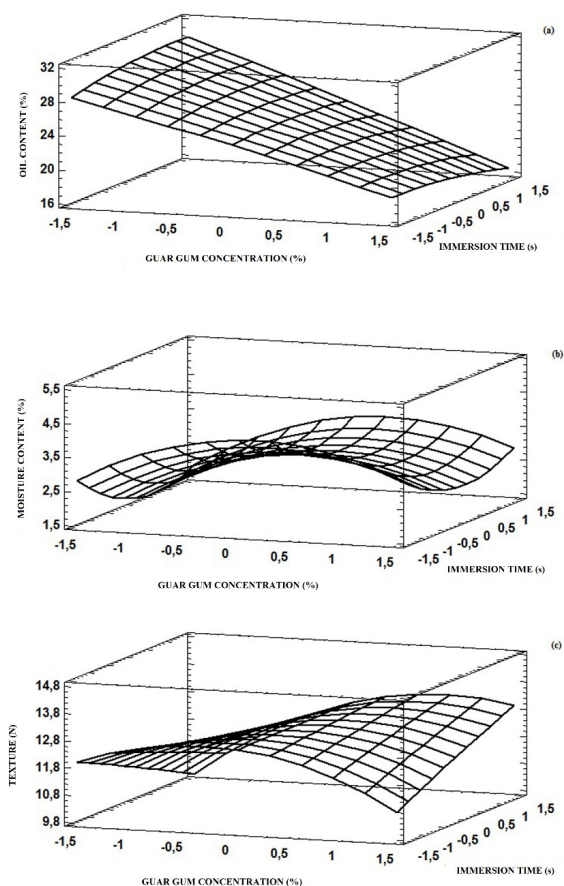 (a)
OIL CONTENT (%)
32
28
24
20
16
-1,5 -1 -0,5 0 0,5 1 1,5
GUAR GUM CONCENTRATION (%)
-1,5 -1 -0,5 0 0,5 1 1,5
IMMERSION TIME (s)
(b)
MOISTURE CONTENT (%)
5,5
4,5
3,5
2,5
1,5
-1,5 -1 -0,5 0 0,5 1 1,5
GUAR GUM CONCENTRATION (%)
-1,5 -1 -0,5 0 0,5 1 1,5
IMMERSION TIME (s)
(c)
TEXTURE (N)
14,8
13,8
12,8
11,8
10,8
9,8
-1,5 -1 -0,5 0 0,5 1 1,5
GUAR GUM CONCENTRATION (%)
-1,5 -1 -0,5 0 0,5 1 1,5
IMMERSION TIME (s)